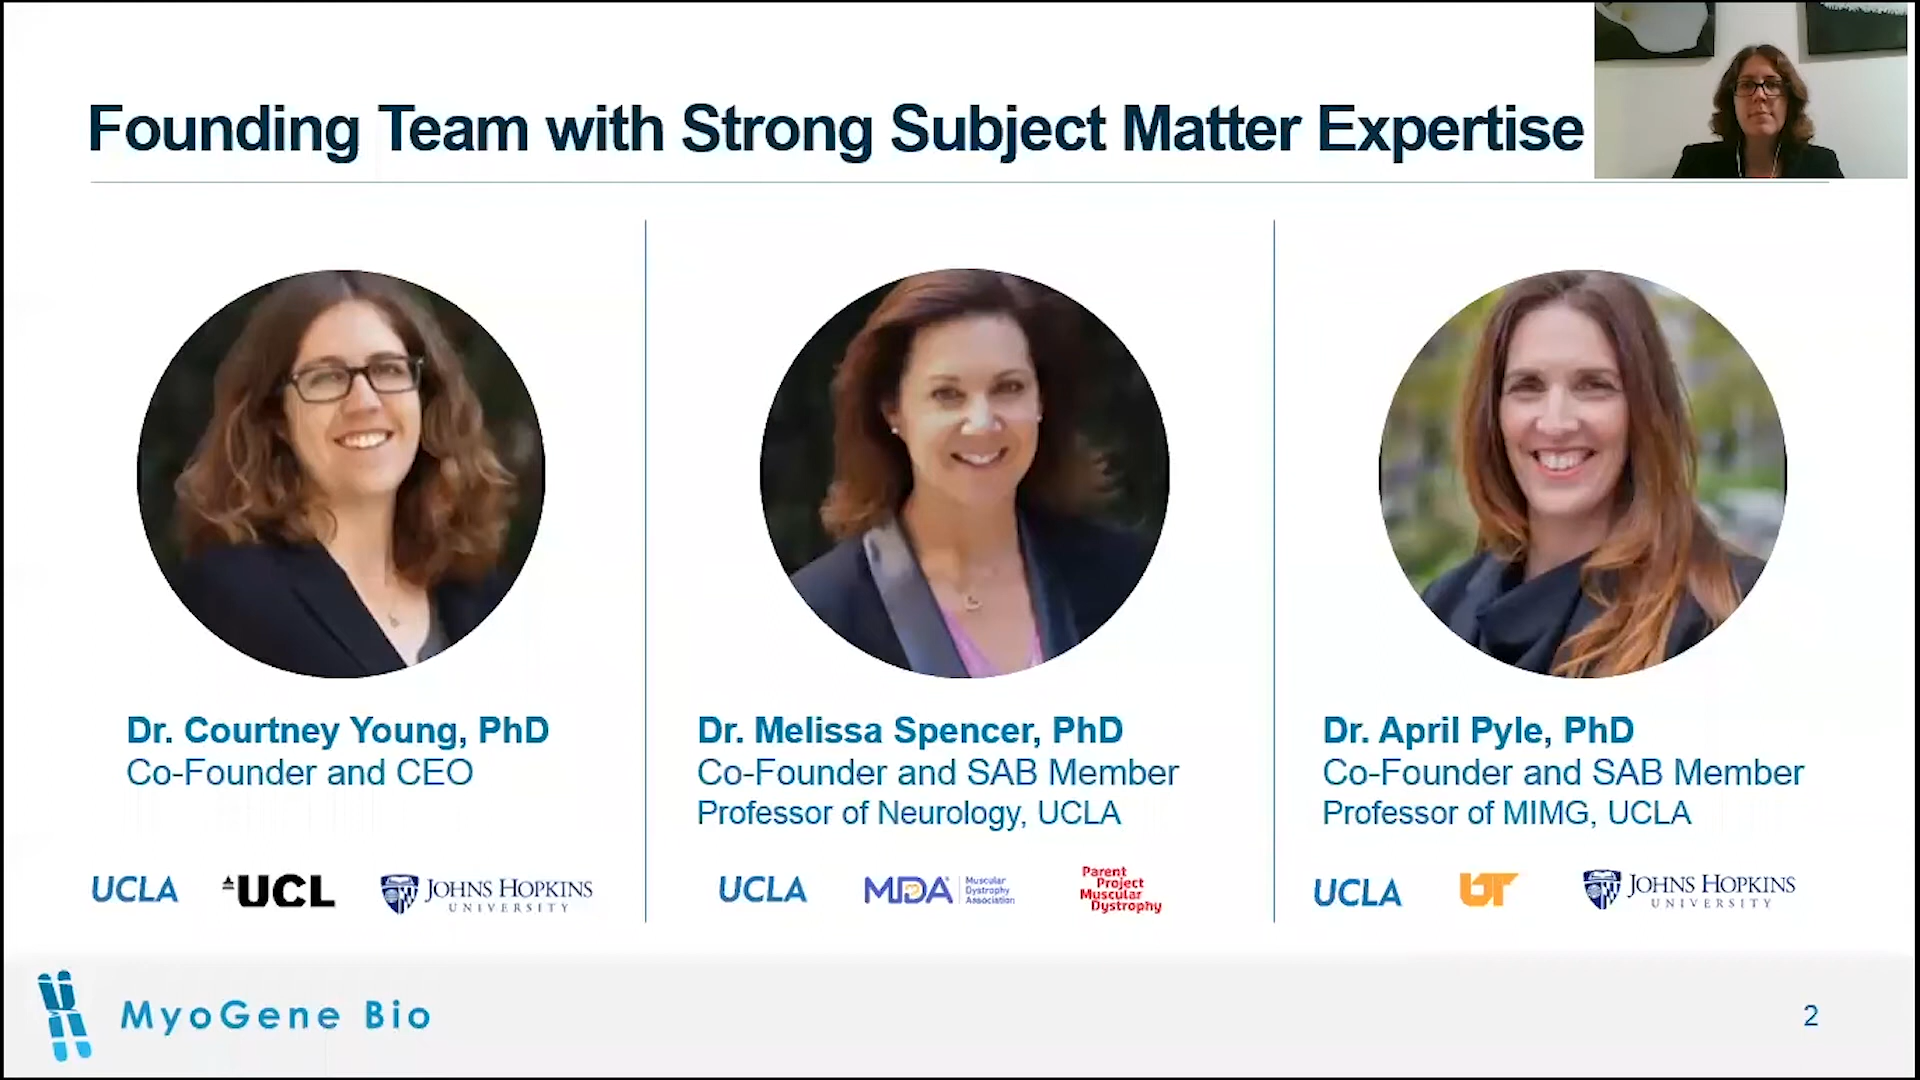 Founding Team with Strong Subject Matter Expertise
Dr. Courtney Young, PhD
Co-Founder and CEO
UCLA
UCL
JOHNS HOPKINS
UNIVERSITY
Dr. Melissa Spencer, PhD
Co-Founder and SAB Member
Professor of Neurology, UCLA
UCLA
MDA
Muscular
Dystrophy
Association
Parent
Project
Muscular
Dystrophy
Dr. April Pyle, PhD
Co-Founder and SAB Member
Professor of MIMG, UCLA
UCLA
UT
JOHNS HOPKINS
UNIVERSITY
MyoGene Bio
2